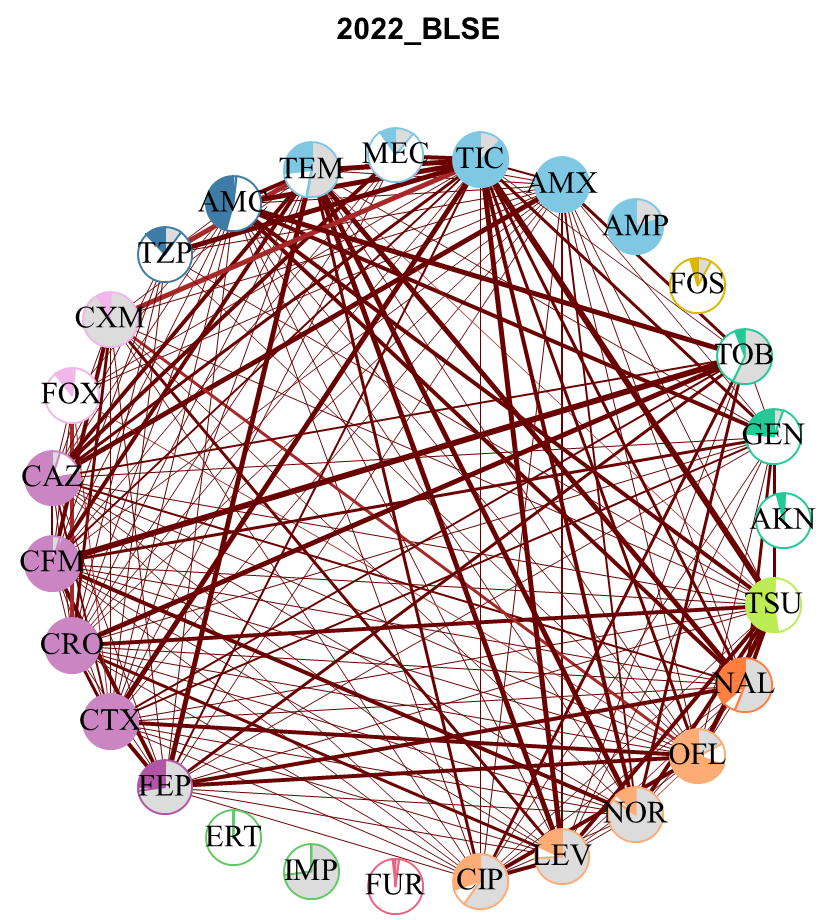 2022_BLSE
MEC
TIC
TEM
AMX
AMC
AMP
TZP
FOS
CXM
TOB
FOX
GEN
CAZ
AKN
CFM
TSU
CRO
NAL
CTX
OFL
FEP
NOR
ERT
LEV
IMP
CIP
FUR